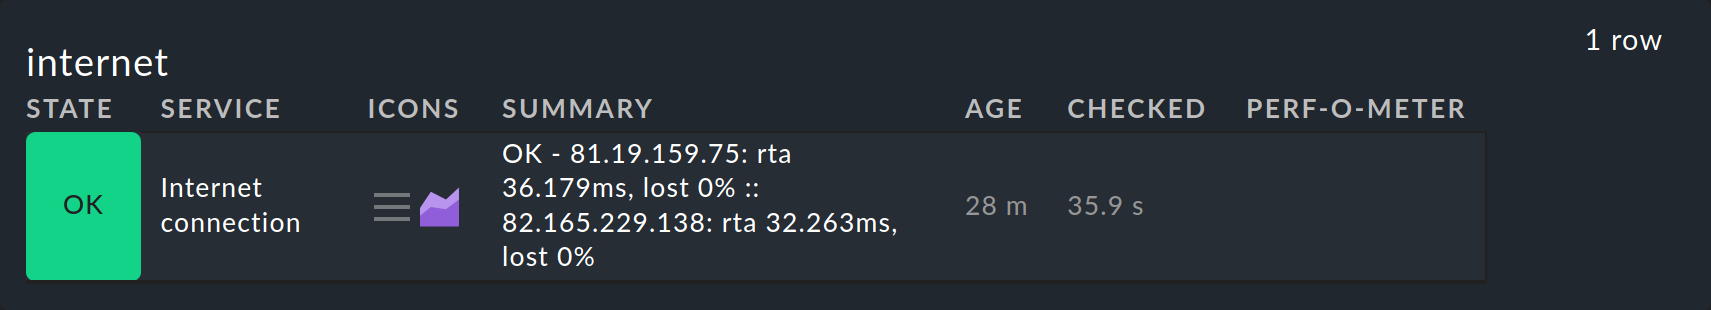 1 row
internet
STATE SERVICE ICONS SUMMARY AGE CHECKED PERF-O-METER
OK - 81.19.159.75: rta
Internet 36.179ms, lost 0% ::
OK 28 m 35.9 s
connection 82.165.229.138: rta 32.263ms,
lost 0%